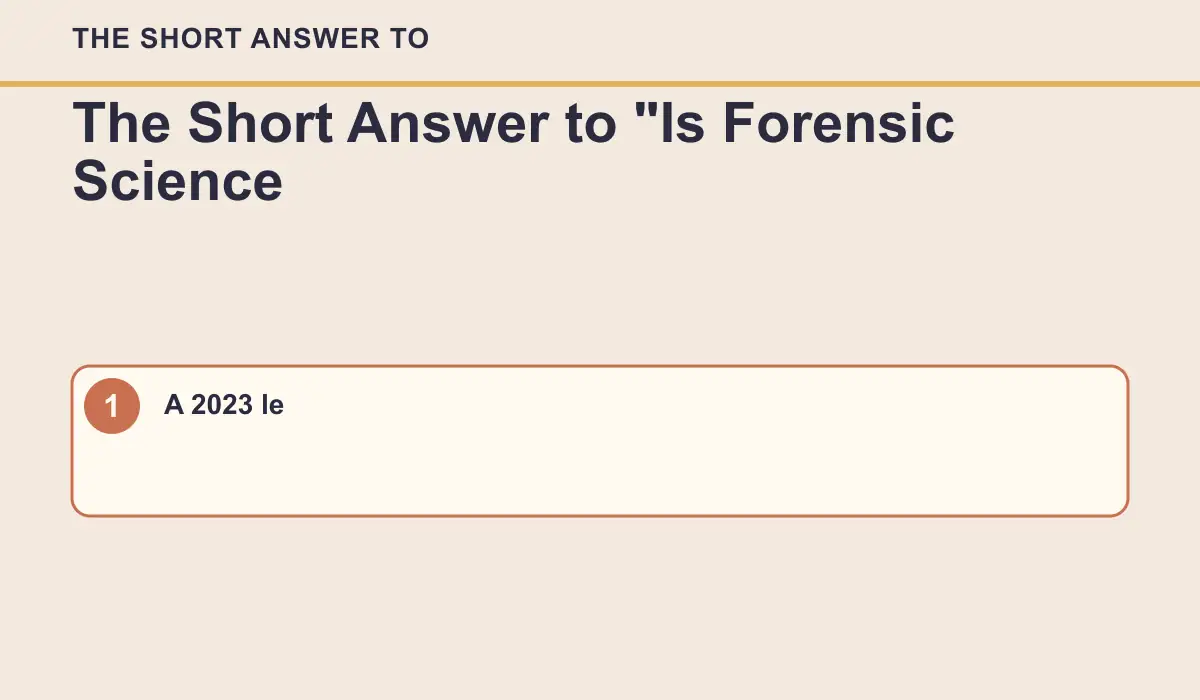 THE SHORT ANSWER TO
The Short Answer to "Is Forensic
Science
1
A 2023 le